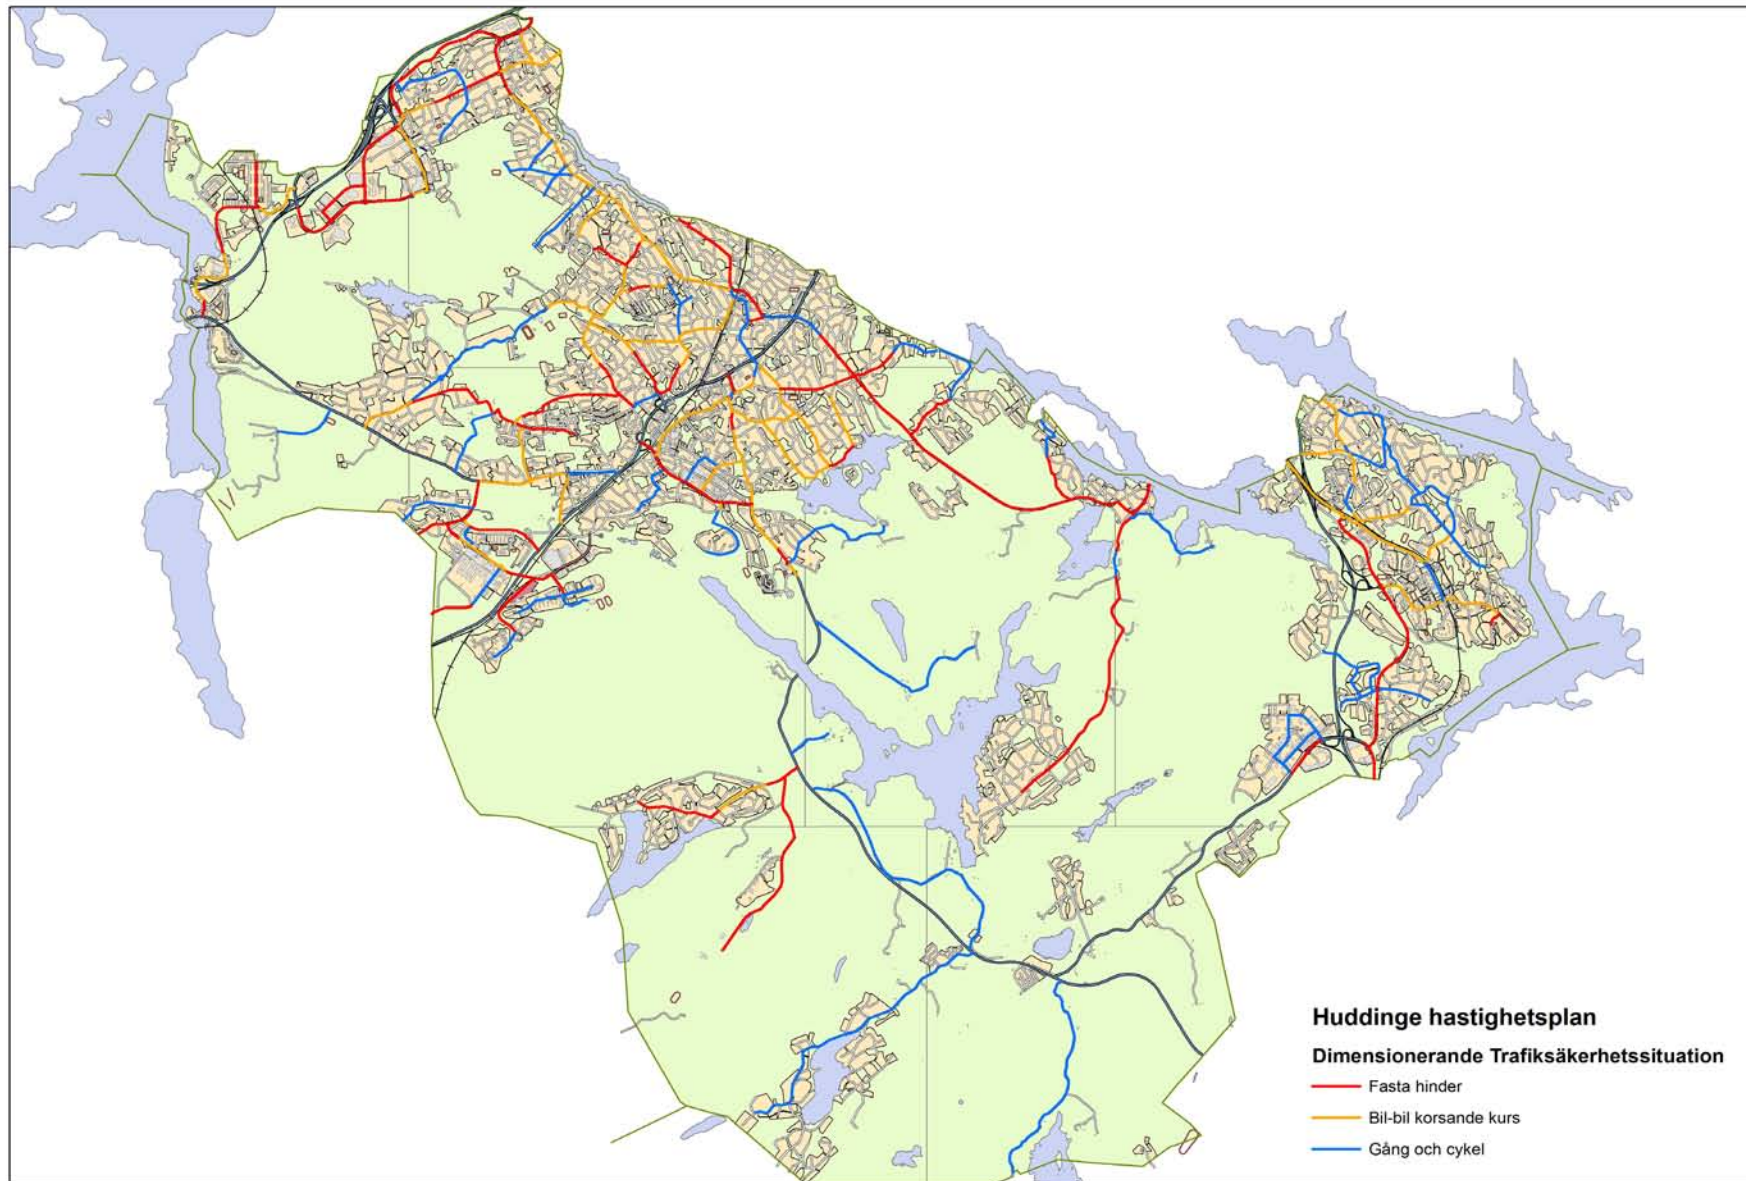 Huddinge hastighetsplan
Dimensionerande Trafiksäkerhetssituation
Fasta hinder
Bil-bil korsande kurs
Gång och cykel